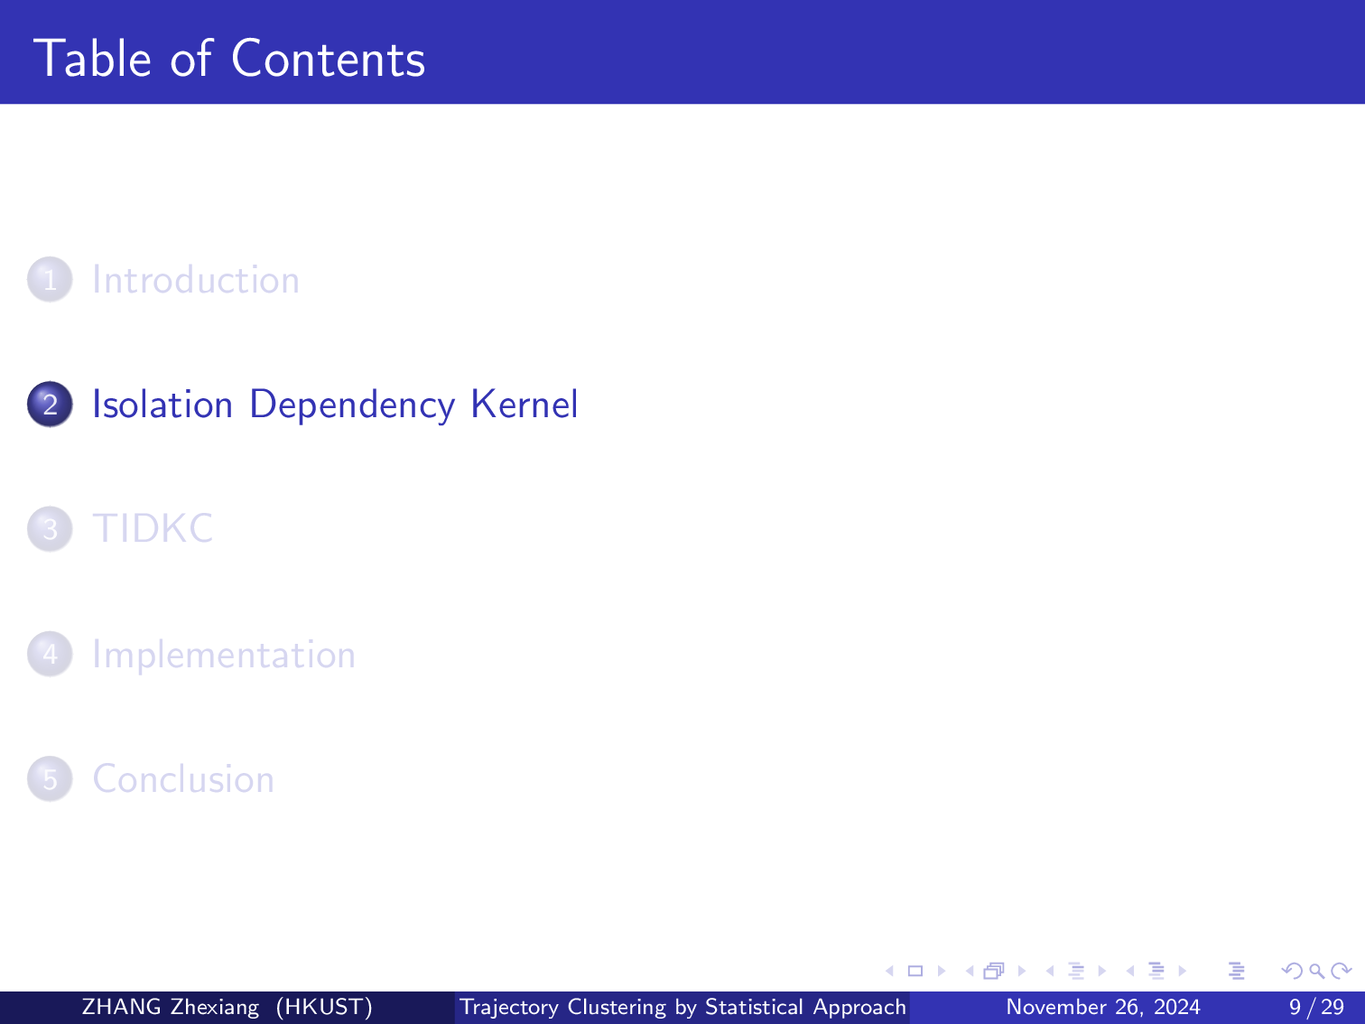 Table of Contents
1 Introduction
2 Isolation Dependency Kernel
3 TIDKC
4 Implementation
5 Conclusion
ZHANG Zhexiang (HKUST) Trajectory Clustering by Statistical Approach November 26, 2024 9 / 29